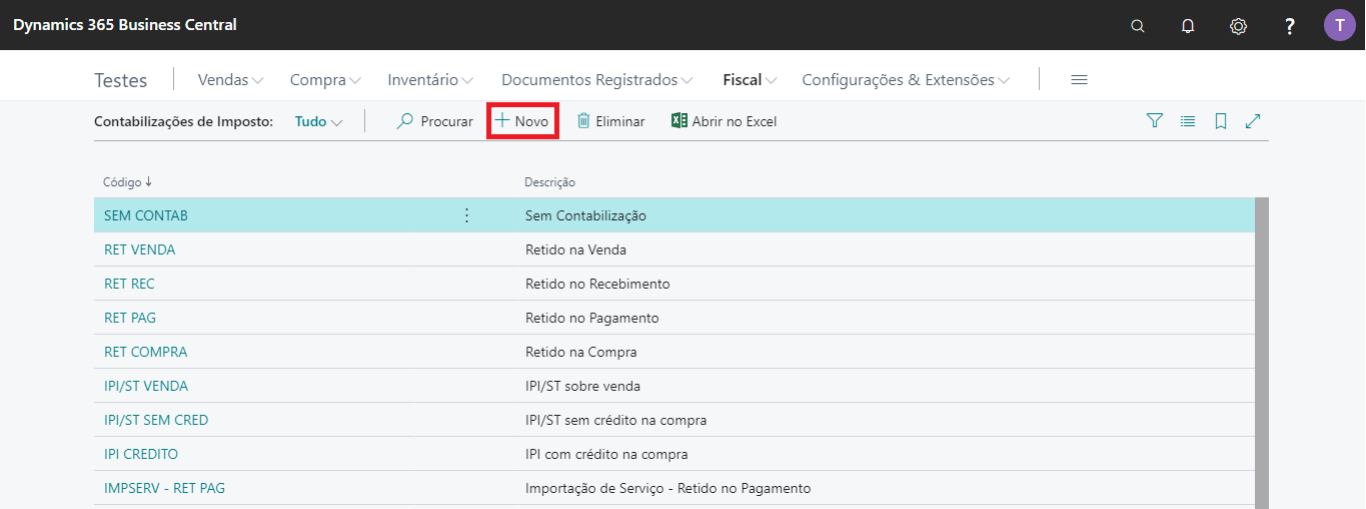 Dynamics 365 Business Central ? T
Testes Vendas Compra Inventário Documentos Registrados Fiscal Configurações & Extensões
Contabilizações de Imposto: Tudo Procurar + Novo Eliminar Abrir no Excel
Código ↓ Descrição
SEM CONTAB Sem Contabilização
RET VENDA Retido na Venda
RET REC Retido no Recebimento
RET PAG Retido no Pagamento
RET COMPRA Retido na Compra
IPI/ST VENDA IPI/ST sobre venda
IPI/ST SEM CRED IPI/ST sem crédito na compra
IPI CREDITO IPI com crédito na compra
IMPSERV - RET PAG Importação de Serviço - Retido no Pagamento